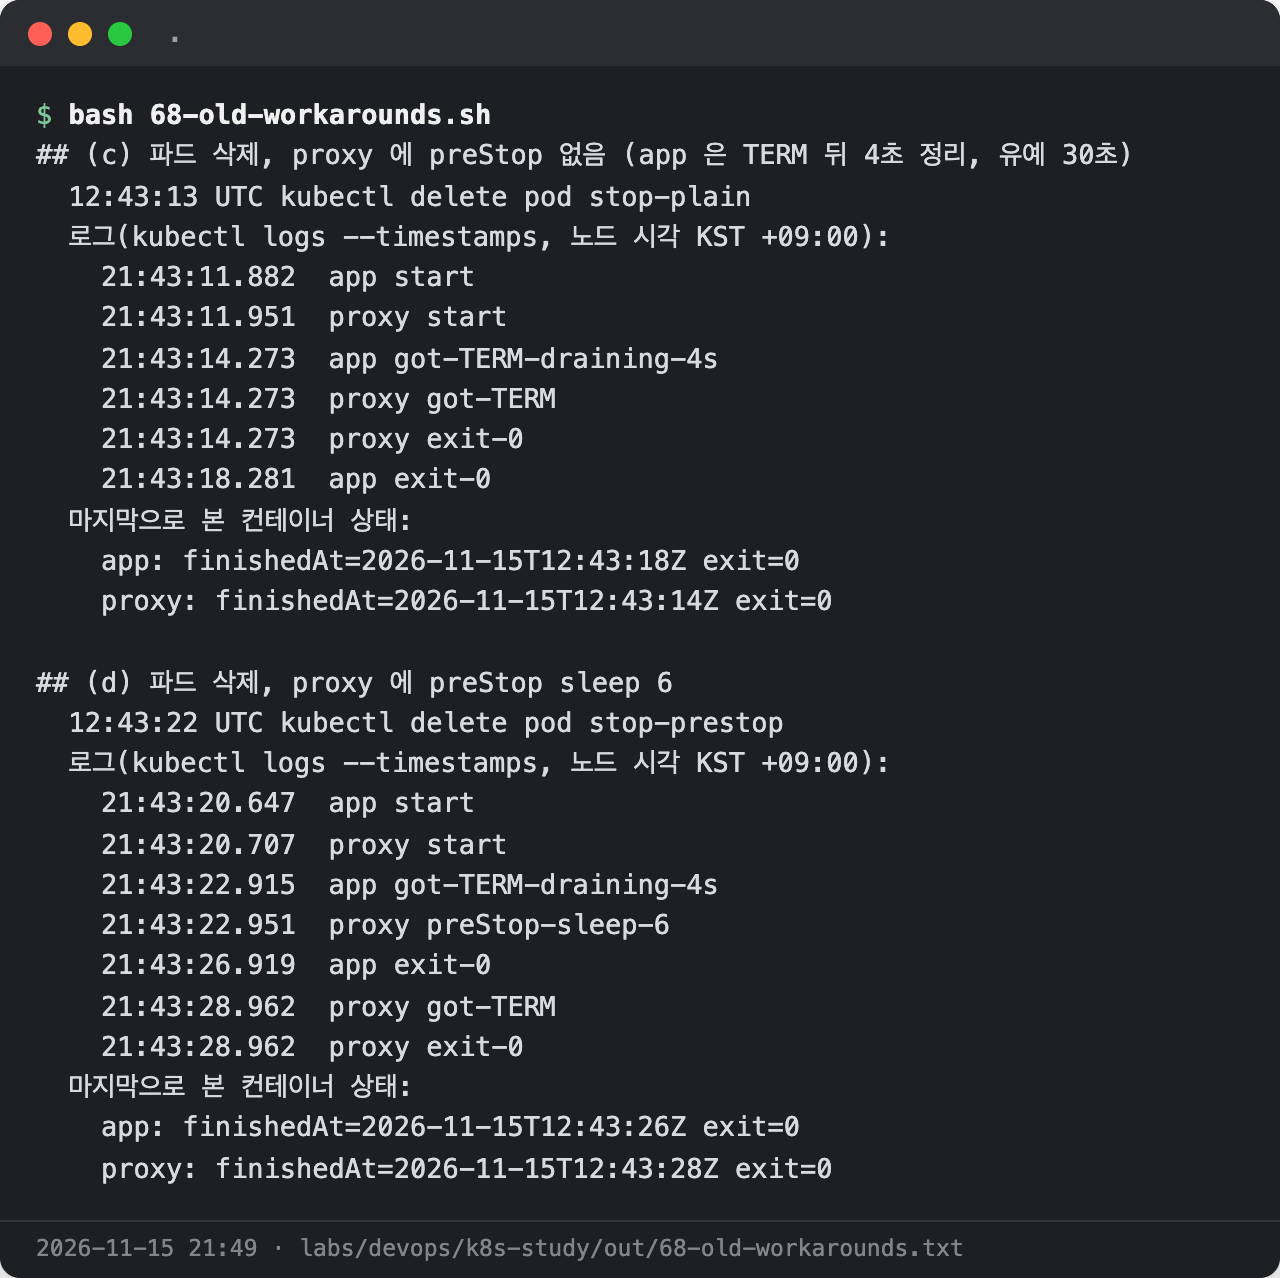 .
$ bash 68-old-workarounds.sh
## (c) 파드 삭제, proxy 에 preStop 없음 (app 은 TERM 뒤 4초 정리, 유예 30초)
  12:43:13 UTC kubectl delete pod stop-plain
  로그(kubectl logs --timestamps, 노드 시각 KST +09:00):
    21:43:11.882  app start
    21:43:11.951  proxy start
    21:43:14.273  app got-TERM-draining-4s
    21:43:14.273  proxy got-TERM
    21:43:14.273  proxy exit-0
    21:43:18.281  app exit-0
  마지막으로 본 컨테이너 상태:
    app: finishedAt=2026-11-15T12:43:18Z exit=0
    proxy: finishedAt=2026-11-15T12:43:14Z exit=0

## (d) 파드 삭제, proxy 에 preStop sleep 6
  12:43:22 UTC kubectl delete pod stop-prestop
  로그(kubectl logs --timestamps, 노드 시각 KST +09:00):
    21:43:20.647  app start
    21:43:20.707  proxy start
    21:43:22.915  app got-TERM-draining-4s
    21:43:22.951  proxy preStop-sleep-6
    21:43:26.919  app exit-0
    21:43:28.962  proxy got-TERM
    21:43:28.962  proxy exit-0
  마지막으로 본 컨테이너 상태:
    app: finishedAt=2026-11-15T12:43:26Z exit=0
    proxy: finishedAt=2026-11-15T12:43:28Z exit=0
2026-11-15 21:49 · labs/devops/k8s-study/out/68-old-workarounds.txt